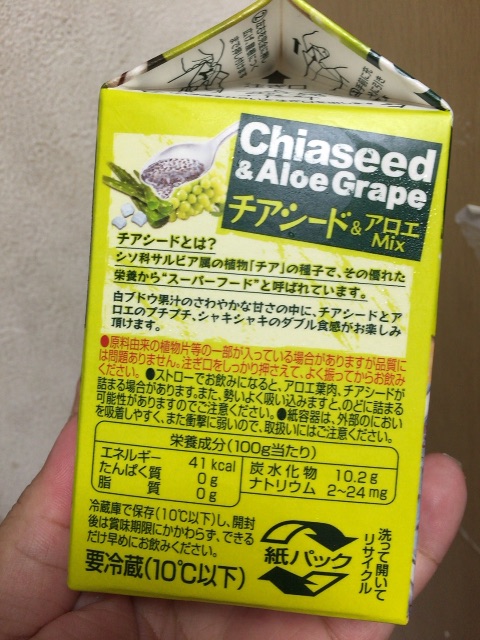 Chiaseed
& Aloe Grape
チアシード&アロエ
Mix
チアシードとは?
シソ科サルビア属の植物「チア」の種子で、その優れた
栄養から"スーパーフード"と呼ばれています。
白ブドウ果汁のさわやかな甘さの中に、チアシードとア
ロエのプチプチ、シャキシャキのダブル食感がお楽しみ
頂けます。
●原料由来の植物片等の一部が入っている場合がありますが品質に
は問題ありません。注ぎ口をしっかり押さえて、よく振ってからお飲み
ください。●ストローでお飲みになると、アロエ葉肉、チアシードが
詰まる場合があります。また、勢いよく吸い込みますと、のどに詰まる
可能性がありますのでご注意ください。●紙容器は、外部のにおい
を吸着しやすく、また衝撃に弱いので、取扱いにはご注意ください。
栄養成分(100g当たり)
エネルギー 41kcal
たんぱく質 0g
脂質 0g
炭水化物 10.2g
ナトリウム 2~24mg
冷蔵庫で保存(10℃以下)し、開封
後は賞味期限にかかわらず、できる
だけ早めにお飲みください。
要冷蔵(10℃以下)
紙パック
洗って開いて
リサイクル